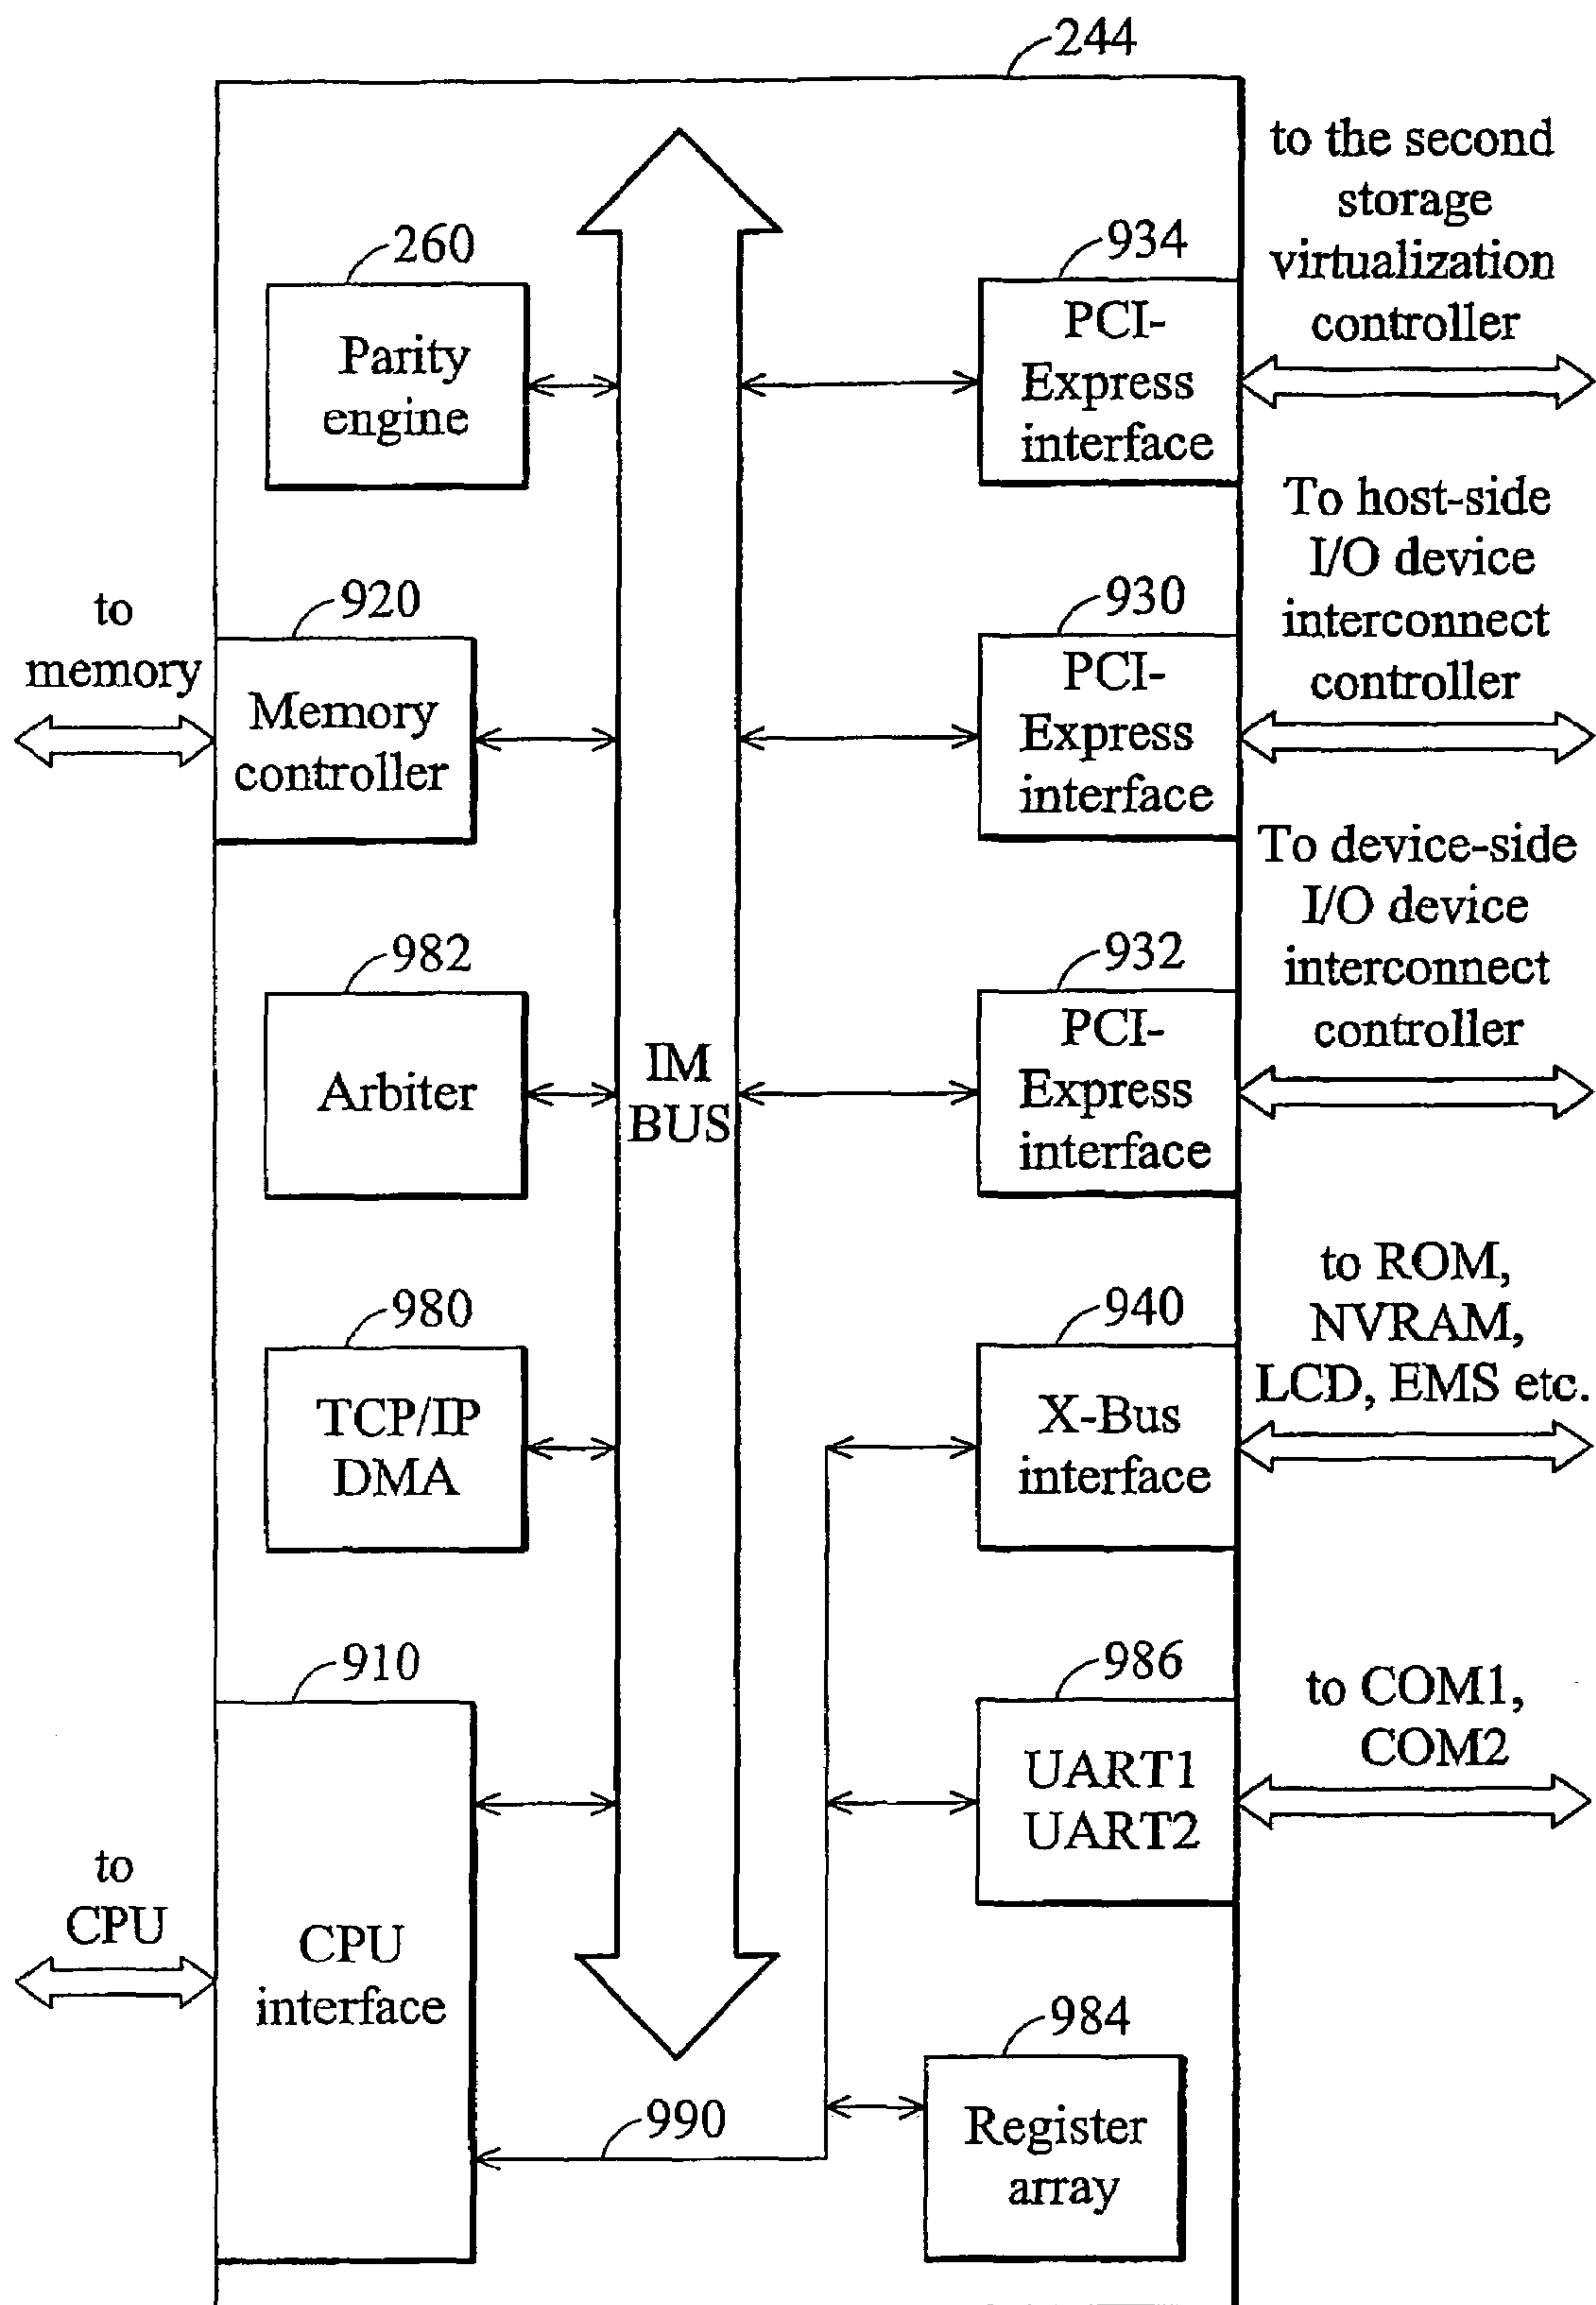 244
to the second
storage
virtualization
controller
260
Parity
engine
934
PCI-
Express
interface
To host-side
I/O device
interconnect
controller
to
memory
920
Memory
controller
930
PCI-
Express
interface
To device-side
I/O device
interconnect
controller
982
Arbiter
IM
BUS
932
PCI-
Express
interface
to ROM,
NVRAM,
LCD, EMS etc.
980
TCP/IP
DMA
940
X-Bus
interface
910
to
CPU
CPU
interface
986
UART1
UART2
to COM1,
COM2
990
984
Register
array